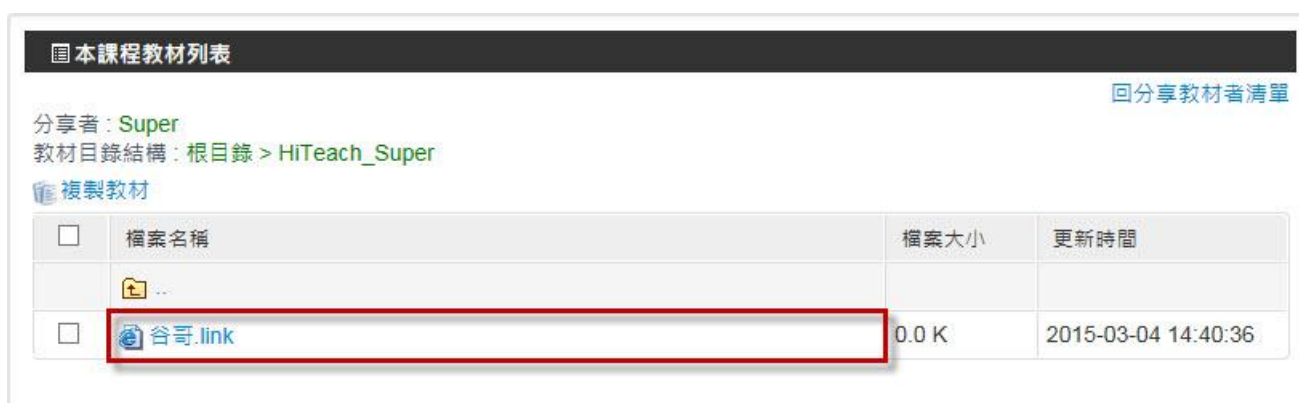 本課程教材列表
回分享教材者清單
分享者 : Super
教材目錄結構 : 根目錄 > HiTeach_Super
複製教材
檔案名稱 檔案大小 更新時間
..
谷哥.link 0.0 K 2015-03-04 14:40:36